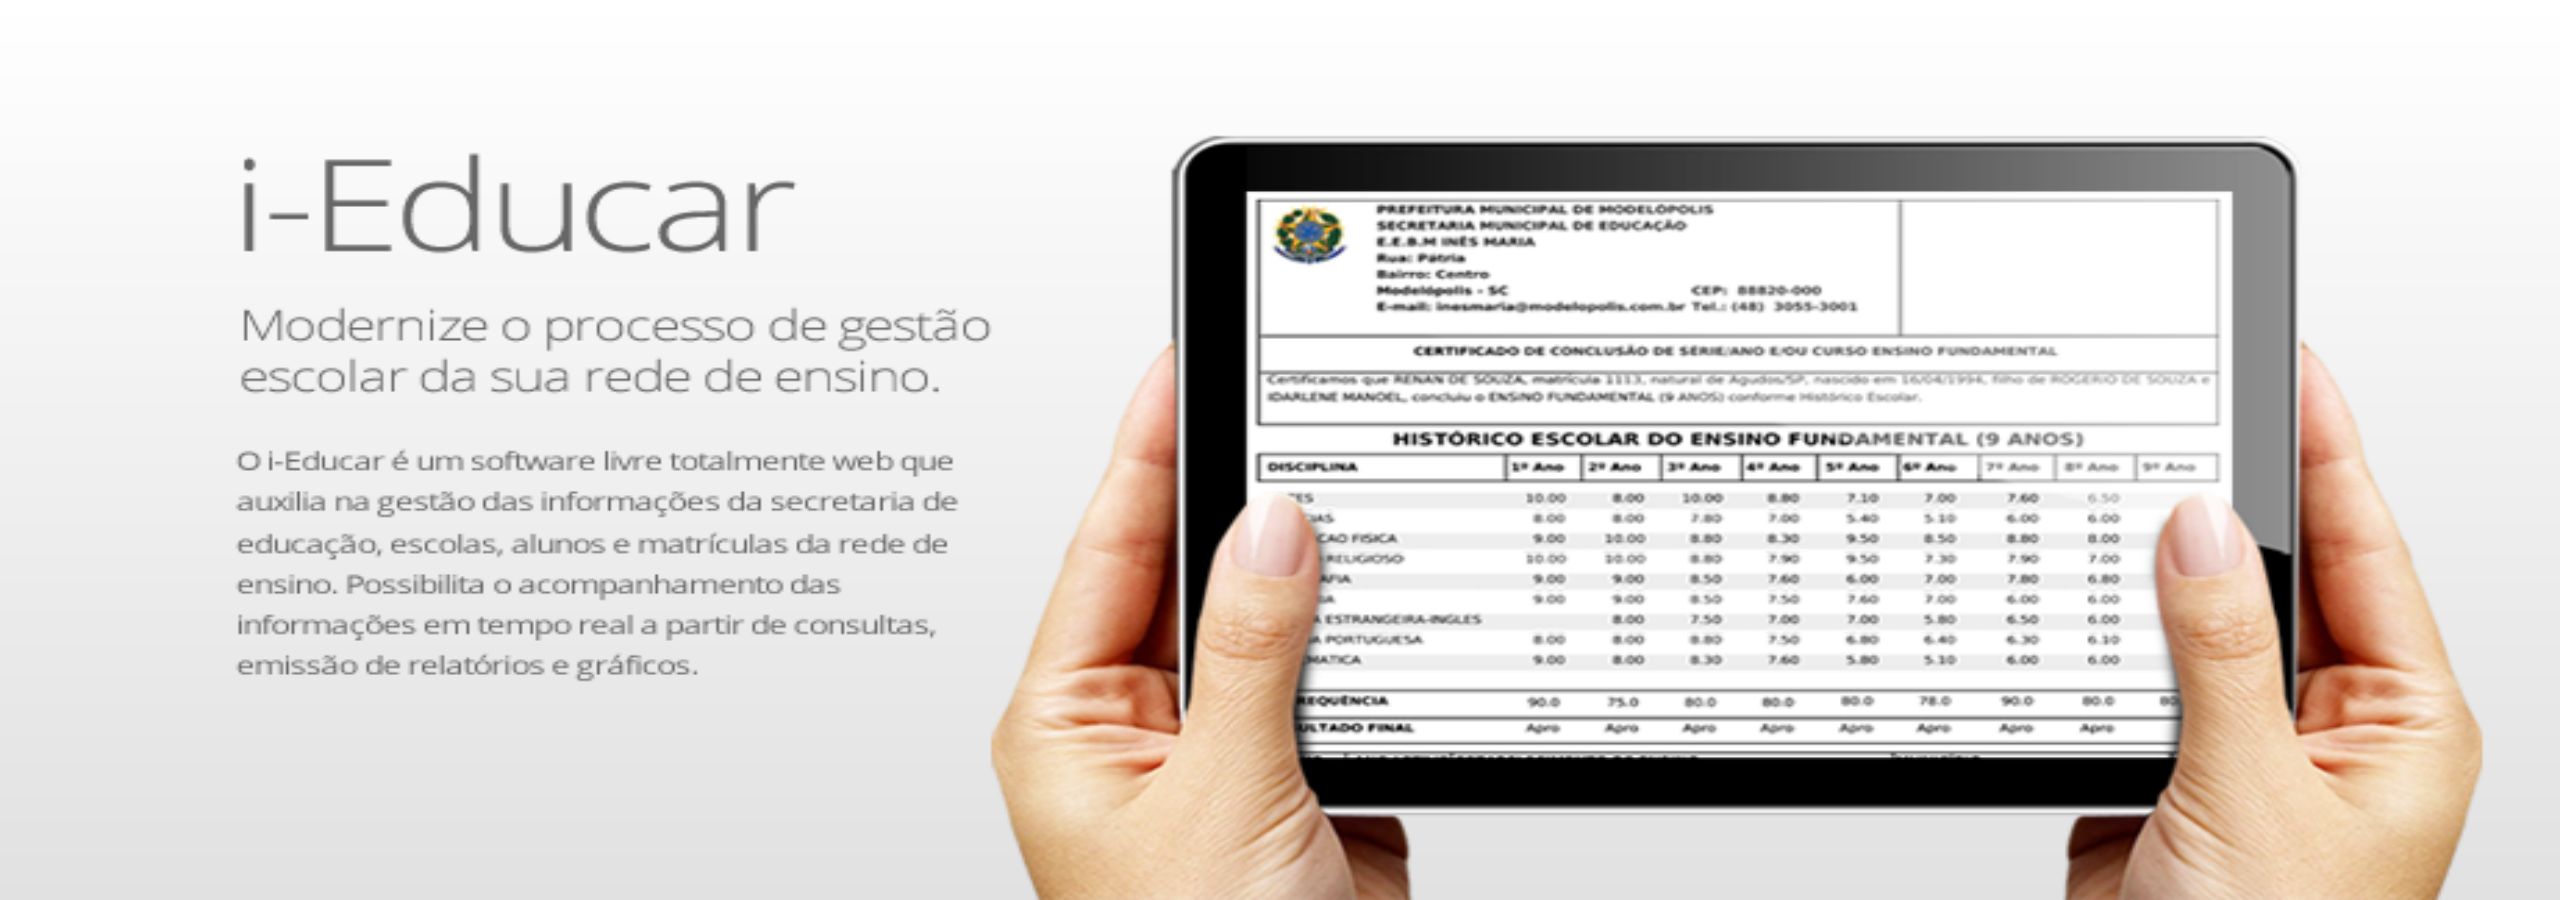 i-Educar
Modernize o processo de gestão
escolar da sua rede de ensino.
O i-Educar é um software livre totalmente web que
auxilia na gestão das informações da secretaria de
educação, escolas, alunos e matrículas da rede de
ensino. Possibilita o acompanhamento das
informações em tempo real a partir de consultas,
emissão de relatórios e gráficos.
PREFEITURA MUNICIPAL DE MODELÓPOLIS
SECRETARIA MUNICIPAL DE EDUCAÇÃO
E.E.B.M INÊS MARIA
Rua: Pátria
Bairro: Centro
Modelópolis - SC CEP: 88820-000
E-mail: inesmaria@modelopolis.com.br Tel.: (48) 3055-3001
CERTIFICADO DE CONCLUSÃO DE SÉRIE/ANO E/OU CURSO ENSINO FUNDAMENTAL
Certificamos que RENAN DE SOUZA, matrícula 1113, natural de Agudos/SP, nascido em 16/04/1994, filho de ROGERIO DE SOUZA e
IDARLENE MANOEL, concluiu o ENSINO FUNDAMENTAL (9 ANOS) conforme Histórico Escolar.
HISTÓRICO ESCOLAR DO ENSINO FUNDAMENTAL (9 ANOS)
DISCIPLINA 1º Ano 2º Ano 3º Ano 4º Ano 5º Ano 6º Ano 7º Ano 8º Ano 9º Ano
ES 10.00 8.00 10.00 8.80 7.10 7.00 7.60 6.50
IAS 8.00 8.00 7.80 7.00 5.40 5.10 6.00 6.00
CAO FISICA 9.00 10.00 8.80 8.30 9.50 8.50 8.80 8.00
RELIGIOSO 10.00 10.00 8.80 7.90 9.50 7.30 7.90 7.00
AFIA 9.00 9.00 8.50 7.60 6.00 7.00 7.80 6.80
IA 9.00 9.00 8.50 7.50 7.60 7.00 6.00 6.00
A ESTRANGEIRA-INGLES 8.00 7.50 7.00 7.00 5.80 6.50 6.00
A PORTUGUESA 8.00 8.00 8.80 7.50 6.80 6.40 6.30 6.10
MATICA 9.00 8.00 8.30 7.60 5.80 5.10 6.00 6.00
REQUÊNCIA 90.0 75.0 80.0 80.0 80.0 78.0 90.0 80.0 80
ULTADO FINAL Apro Apro Apro Apro Apro Apro Apro Apro